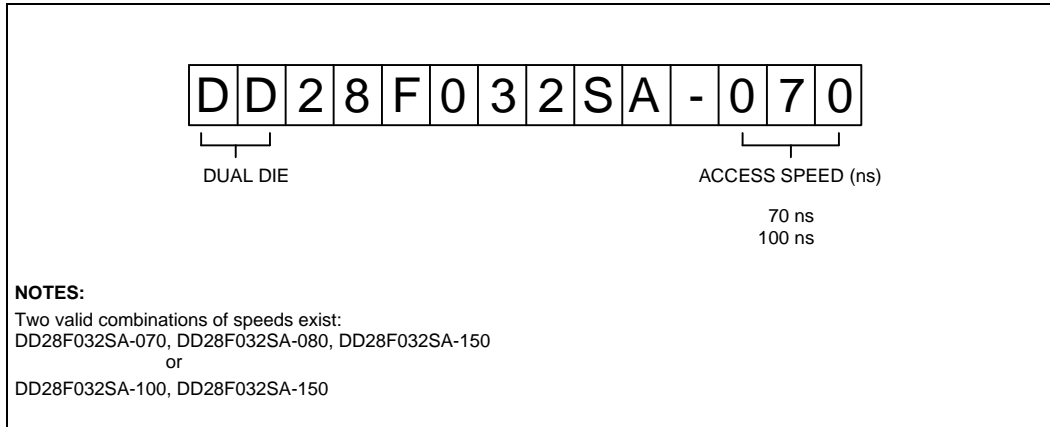 DD28F032SA-070
DUAL DIE
ACCESS SPEED (ns)
70 ns
100 ns
NOTES:
Two valid combinations of speeds exist:
DD28F032SA-070, DD28F032SA-080, DD28F032SA-150
or
DD28F032SA-100, DD28F032SA-150